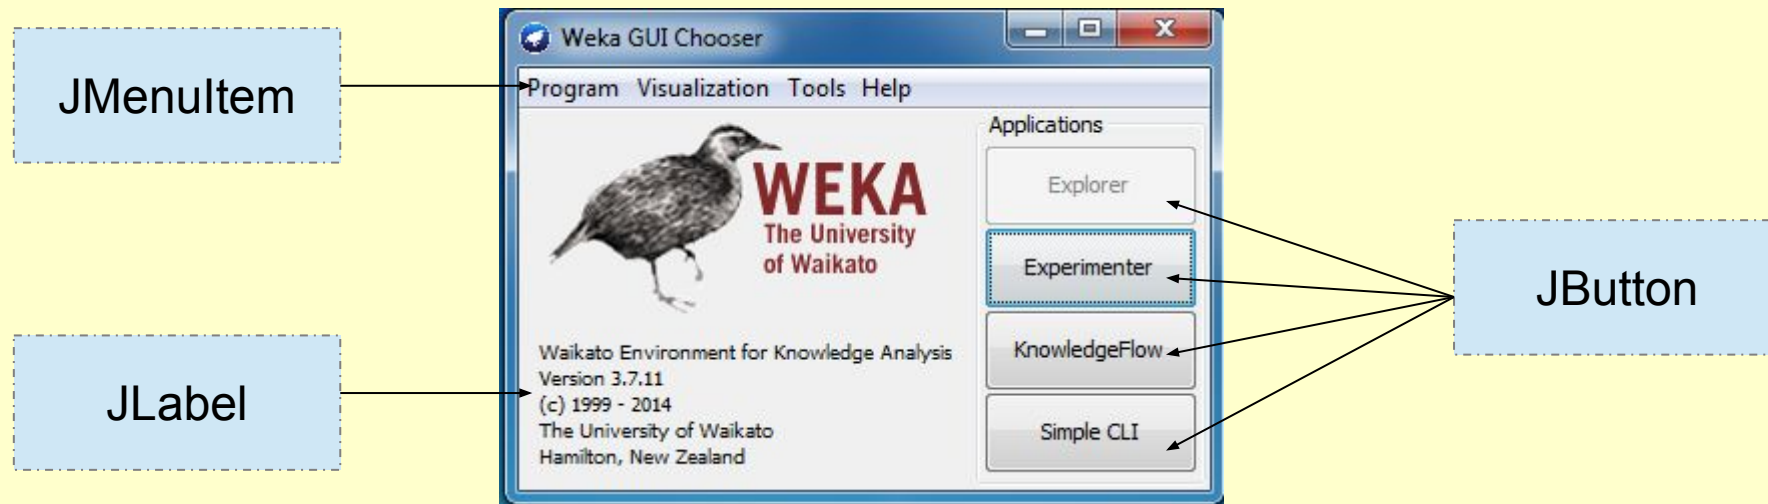 JMenuItem
Weka GUI Chooser
Program Visualization Tools Help
WEKA
The University
of Waikato
Applications
Explorer
Experimenter
KnowledgeFlow
Simple CLI
JButton
Waikato Environment for Knowledge Analysis
Version 3.7.11
(c) 1999 - 2014
The University of Waikato
Hamilton, New Zealand
JLabel